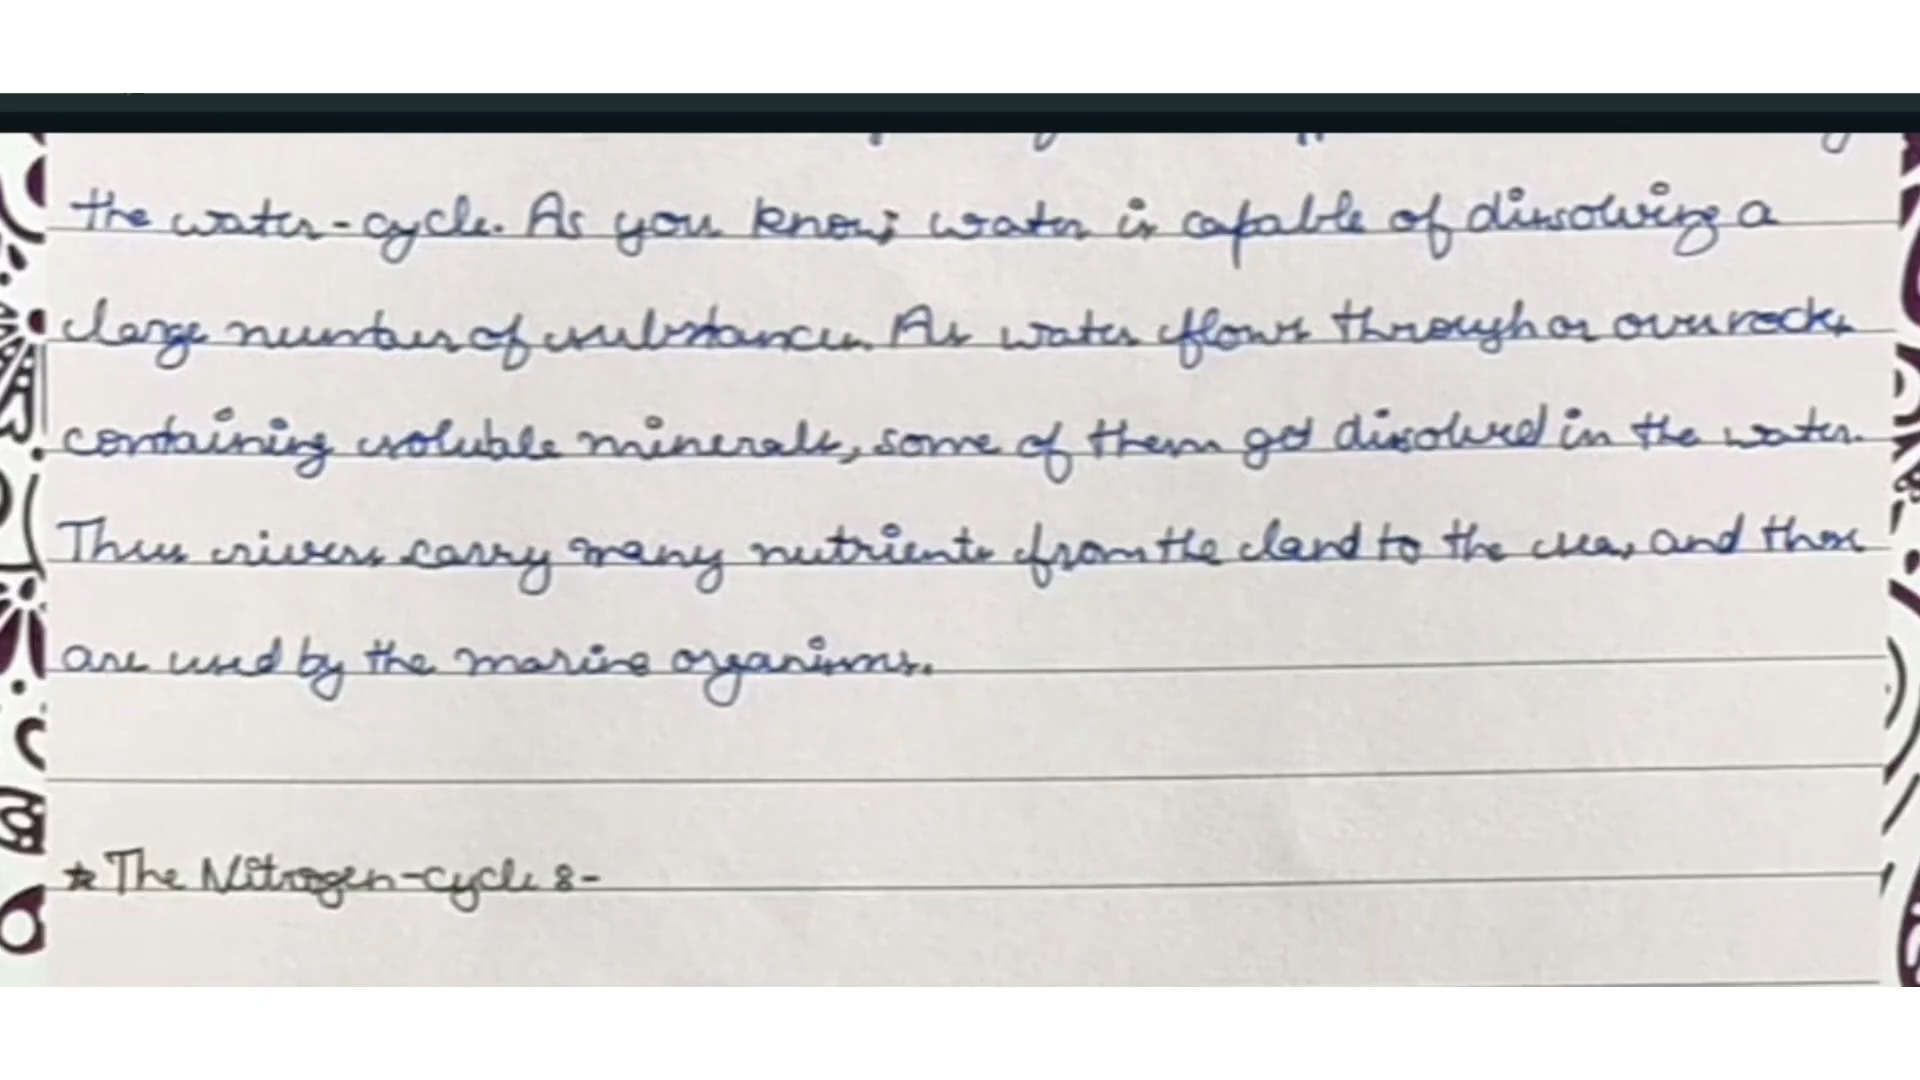 the water-cycle. As you know, water is capable of dissolving a
large number of substances. As water flows through or over rocks
containing soluble minerals, some of them get dissolved in the water.
Thus rivers carry many nutrients from the land to the sea, and these
are used by the marine organisms.
★ The Nitrogen-cycle :-